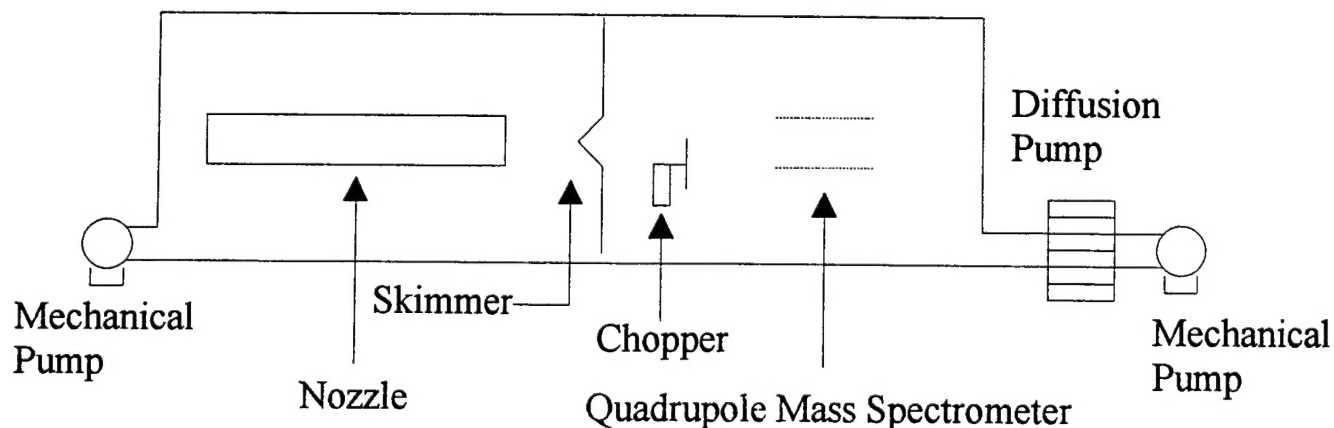 Diffusion
Pump
Skimmer
Mechanical
Pump
Chopper
Mechanical
Pump
Nozzle
Quadrupole Mass Spectrometer